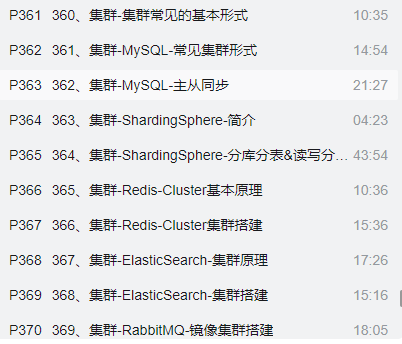 P361 360、集群-集群常见的基本形式 10:35
P362 361、集群-MySQL-常见集群形式 14:54
P363 362、集群-MySQL-主从同步 21:27
P364 363、集群-ShardingSphere-简介 04:23
P365 364、集群-ShardingSphere-分库分表&读写分... 43:54
P366 365、集群-Redis-Cluster基本原理 10:36
P367 366、集群-Redis-Cluster集群搭建 15:36
P368 367、集群-ElasticSearch-集群原理 17:26
P369 368、集群-ElasticSearch-集群搭建 15:16
P370 369、集群-RabbitMQ-镜像集群搭建 18:05